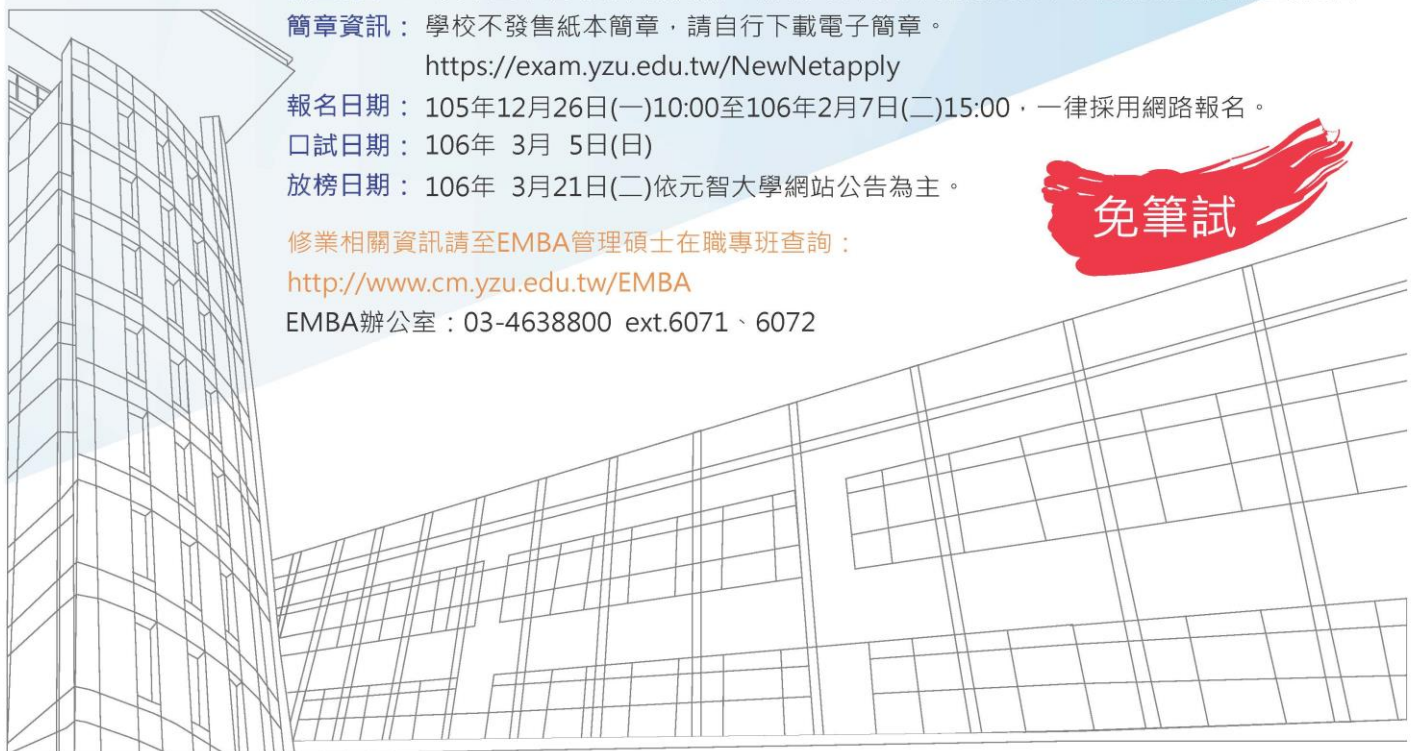 簡章資訊： 學校不發售紙本簡章，請自行下載電子簡章。
https://exam.yzu.edu.tw/NewNetapply
報名日期： 105年12月26日(一)10:00至106年2月7日(二)15:00，一律採用網路報名。
口試日期： 106年 3月 5日(日)
放榜日期： 106年 3月21日(二)依元智大學網站公告為主。
免筆試
修業相關資訊請至EMBA管理碩士在職專班查詢：
http://www.cm.yzu.edu.tw/EMBA
EMBA辦公室：03-4638800 ext.6071、6072